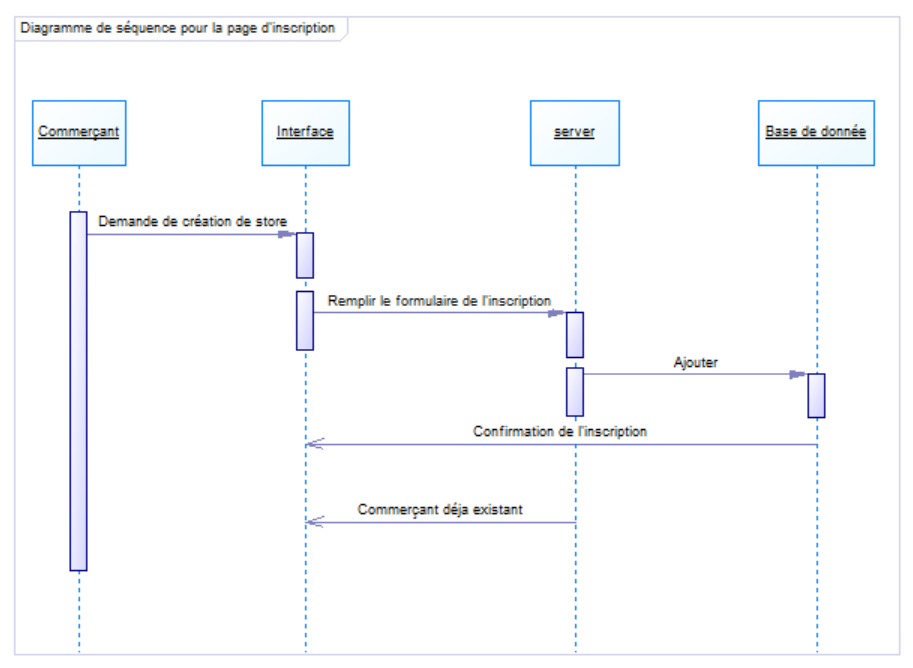 Diagramme de séquence pour la page d'inscription
Commerçant
Interface
server
Base de donnée
Demande de création de store
Remplir le formulaire de l'inscription
Ajouter
Confirmation de l'inscription
Commerçant déja existant